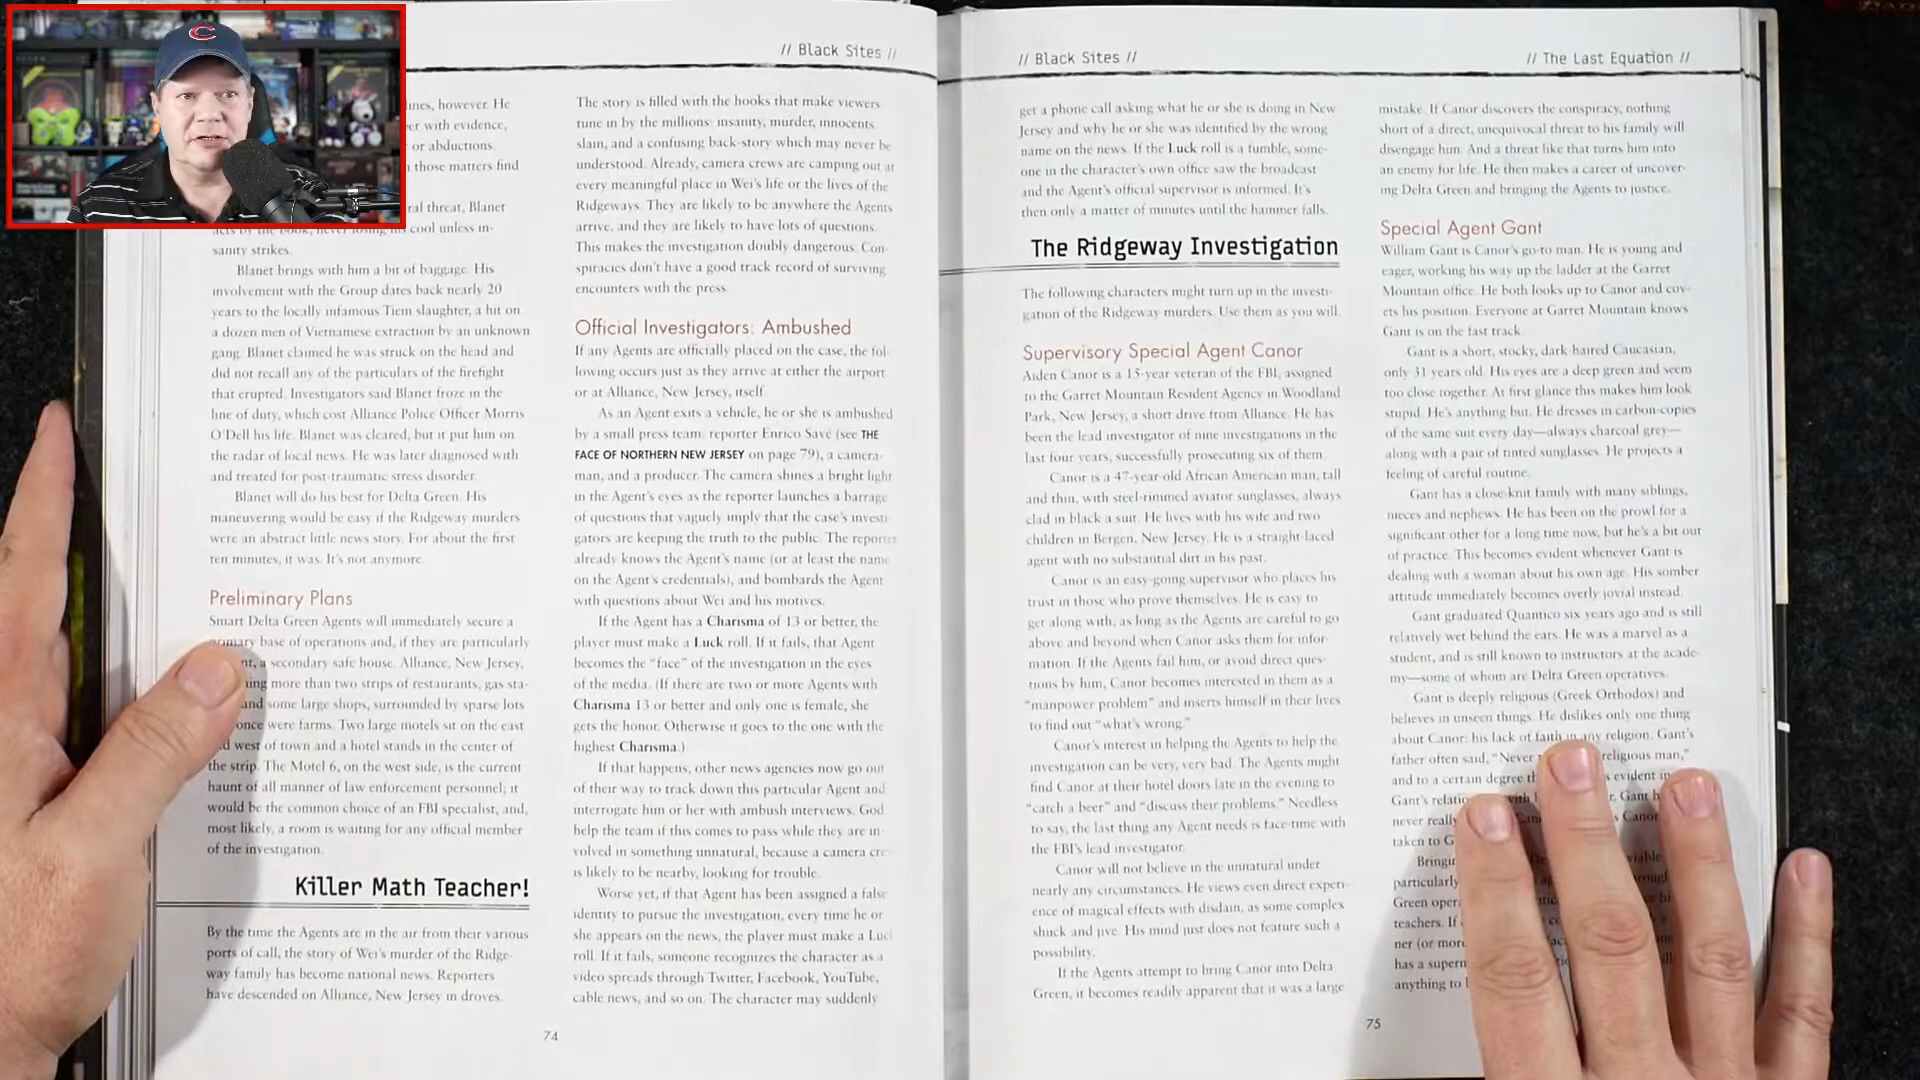 // Black Sites //
unes, however. He
er with evidence,
or abductions.
those matters find
ral threat, Blanet
cool unless in-
sanity strikes.
Blanet brings with him a bit of baggage. His
involvement with the Group dates back nearly 20
years to the locally infamous Tiem slaughter, a hit on
a dozen men of Vietnamese extraction by an unknown
gang. Blanet claimed he was struck on the head and
did not recall any of the particulars of the firefight
that erupted. Investigators said Blanet froze in the
line of duty, which cost Alliance Police Officer Morris
O'Dell his life. Blanet was cleared, but it put him on
the radar of local news. He was later diagnosed with
and treated for post-traumatic stress disorder.
Blanet will do his best for Delta Green. His
maneuvering would be easy if the Ridgeway murders
were an abstract little news story. For about the first
ten minutes, it was. It's not anymore.
Preliminary Plans
Smart Delta Green Agents will immediately secure a
primary base of operations and, if they are particularly
a secondary safe house. Alliance, New Jersey,
more than two strips of restaurants, gas sta-
and some large shops, surrounded by sparse lots
once were farms. Two large motels sit on the east
west of town and a hotel stands in the center of
the strip. The Motel 6, on the west side, is the current
haunt of all manner of law enforcement personnel; it
would be the common choice of an FBI specialist, and,
most likely, a room is waiting for any official member
of the investigation.
Killer Math Teacher!
By the time the Agents are in the air from their various
ports of call, the story of Wei's murder of the Ridge-
way family has become national news. Reporters
have descended on Alliance, New Jersey in droves.
The story is filled with the hooks that make viewers
tune in by the millions: insanity, murder, innocents
slain, and a confusing back-story which may never be
understood. Already, camera crews are camping out at
every meaningful place in Wei's life or the lives of the
Ridgeways. They are likely to be anywhere the Agents
arrive, and they are likely to have lots of questions.
This makes the investigation doubly dangerous. Con-
spiracies don't have a good track record of surviving
encounters with the press.
Official Investigators: Ambushed
If any Agents are officially placed on the case, the fol-
lowing occurs just as they arrive at either the airport
or at Alliance, New Jersey, itself.
As an Agent exits a vehicle, he or she is ambushed
by a small press team: reporter Enrico Savé (see THE
FACE OF NORTHERN NEW JERSEY on page 79), a camera-
man, and a producer. The camera shines a bright light
in the Agent's eyes as the reporter launches a barrage
of questions that vaguely imply that the case's investi-
gators are keeping the truth to the public. The reporter
already knows the Agent's name (or at least the name
on the Agent's credentials), and bombards the Agent
with questions about Wei and his motives.
If the Agent has a Charisma of 13 or better, the
player must make a Luck roll. If it fails, that Agent
becomes the "face" of the investigation in the eyes
of the media. (If there are two or more Agents with
Charisma 13 or better and only one is female, she
gets the honor. Otherwise it goes to the one with the
highest Charisma.)
If that happens, other news agencies now go out
of their way to track down this particular Agent and
interrogate him or her with ambush interviews. God
help the team if this comes to pass while they are in-
volved in something unnatural, because a camera cre
is likely to be nearby, looking for trouble.
Worse yet, if that Agent has been assigned a false
identity to pursue the investigation, every time he or
she appears on the news, the player must make a Luc
roll. If it fails, someone recognizes the character as a
video spreads through Twitter, Facebook, YouTube,
cable news, and so on. The character may suddenly
74
// Black Sites //
// The Last Equation //
get a phone call asking what he or she is doing in New
Jersey and why he or she was identified by the wrong
name on the news. If the Luck roll is a fumble, some-
one in the character's own office saw the broadcast
and the Agent's official supervisor is informed. It's
then only a matter of minutes until the hammer falls.
The Ridgeway Investigation
The following characters might turn up in the investi-
gation of the Ridgeway murders. Use them as you will.
Supervisory Special Agent Canor
Aiden Canor is a 15-year veteran of the FBI, assigned
to the Garret Mountain Resident Agency in Woodland
Park, New Jersey, a short drive from Alliance. He has
been the lead investigator of nine investigations in the
last four years, successfully prosecuting six of them.
Canor is a 47-year-old African American man, tall
and thin, with steel-rimmed aviator sunglasses, always
clad in black a suit. He lives with his wife and two
children in Bergen, New Jersey. He is a straight-laced
agent with no substantial dirt in his past.
Canor is an easy-going supervisor who places his
trust in those who prove themselves. He is easy to
get along with, as long as the Agents are careful to go
above and beyond when Canor asks them for infor-
mation. If the Agents fail him, or avoid direct ques-
tions by him, Canor becomes interested in them as a
"manpower problem" and inserts himself in their lives
to find out "what's wrong."
Canor's interest in helping the Agents to help the
investigation can be very, very bad. The Agents might
find Canor at their hotel doors late in the evening to
"catch a beer" and "discuss their problems." Needless
to say, the last thing any Agent needs is face-time with
the FBI's lead investigator.
Canor will not believe in the unnatural under
nearly any circumstances. He views even direct experi-
ence of magical effects with disdain, as some complex
shuck and jive. His mind just does not feature such a
possibility.
If the Agents attempt to bring Canor into Delta
Green, it becomes readily apparent that it was a large
mistake. If Canor discovers the conspiracy, nothing
short of a direct, unequivocal threat to his family will
disengage him. And a threat like that turns him into
an enemy for life. He then makes a career of uncover-
ing Delta Green and bringing the Agents to justice.
Special Agent Gant
William Gant is Canor's go-to man. He is young and
eager, working his way up the ladder at the Garret
Mountain office. He both looks up to Canor and cov-
ets his position. Everyone at Garret Mountain knows
Gant is on the fast track.
Gant is a short, stocky, dark-haired Caucasian,
only 31 years old. His eyes are a deep green and seem
too close together. At first glance this makes him look
stupid. He's anything but. He dresses in carbon-copies
of the same suit every day—always charcoal grey—
along with a pair of tinted sunglasses. He projects a
feeling of careful routine.
Gant has a close-knit family with many siblings,
nieces and nephews. He has been on the prowl for a
significant other for a long time now, but he's a bit out
of practice. This becomes evident whenever Gant is
dealing with a woman about his own age. His somber
attitude immediately becomes overly jovial instead.
Gant graduated Quantico six years ago and is still
relatively wet behind the ears. He was a marvel as a
student, and is still known to instructors at the acade-
my—some of whom are Delta Green operatives.
Gant is deeply religious (Greek Orthodox) and
believes in unseen things. He dislikes only one thing
about Canor: his lack of faith in any religion. Gant's
father often said, "Never religious man,"
and to a certain degree th s evident in
Gant's relatio with r. Gant h
never really Cano s Canor
taken to G
Bringin viable
particularly
Green oper
teachers. If
ner (or more
has a supern
anything to
75